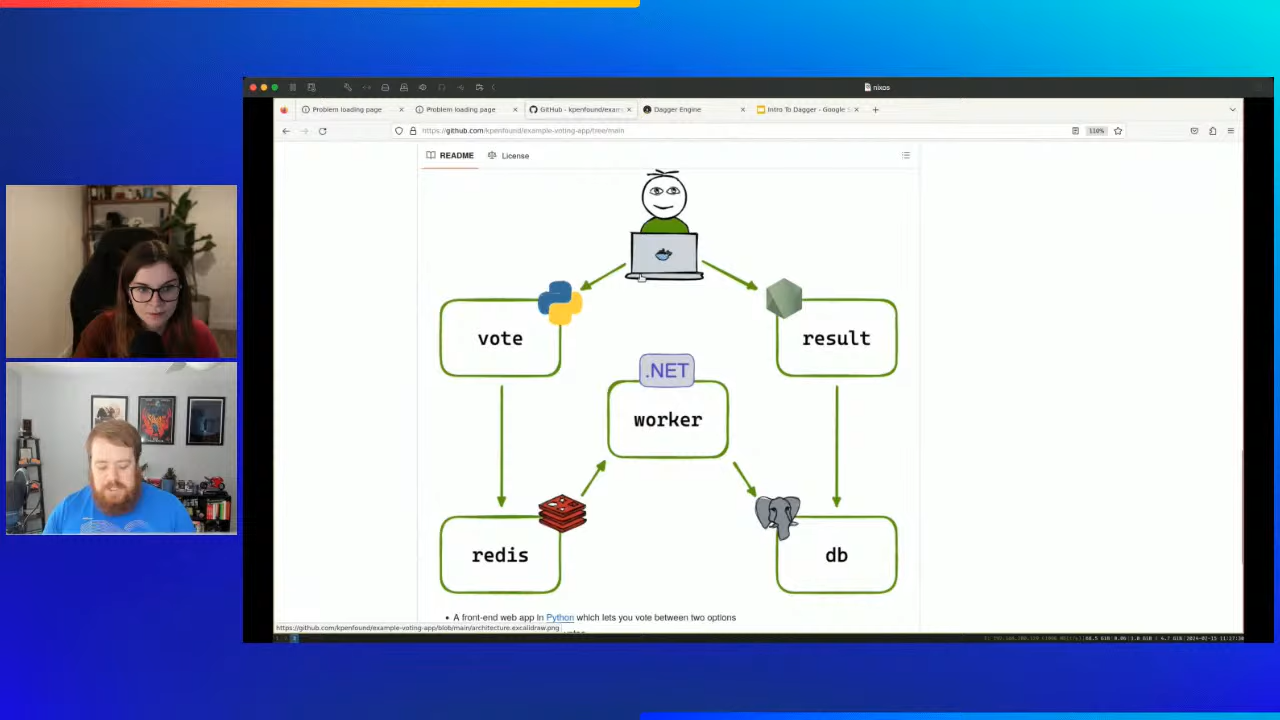 nixos
Problem loading page
Problem loading page
GitHub - kpenfound/exam
Dagger Engine
Intro To Dagger - Google S
https://github.com/kpenfound/example-voting-app/tree/main
110%
README
License
vote
result
.NET
worker
redis
db
A front-end web app in Python which lets you vote between two options
https://github.com/kpenfound/example-voting-app/blob/main/architecture.excalidraw.png